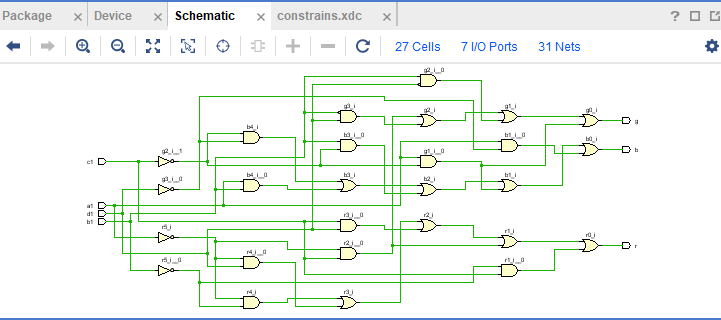 Package
Device
Schematic
constrains.xdc
27 Cells
7 I/O Ports
31 Nets
g2_i__0
g3_i
g2_i
g1_i
g0_i
g
b4_i
g2_i__1
b3_i__0
b1_i__0
b0_i
b
c1
g1_i__0
g3_i__0
b4_i__0
b3_i
b2_i
b1_i
a1
d1
b1
r3_i__0
r2_i
r5_i
r1_i
r0_i
r
r2_i__0
r4_i__0
r5_i__0
r1_i__0
r4_i
r3_i